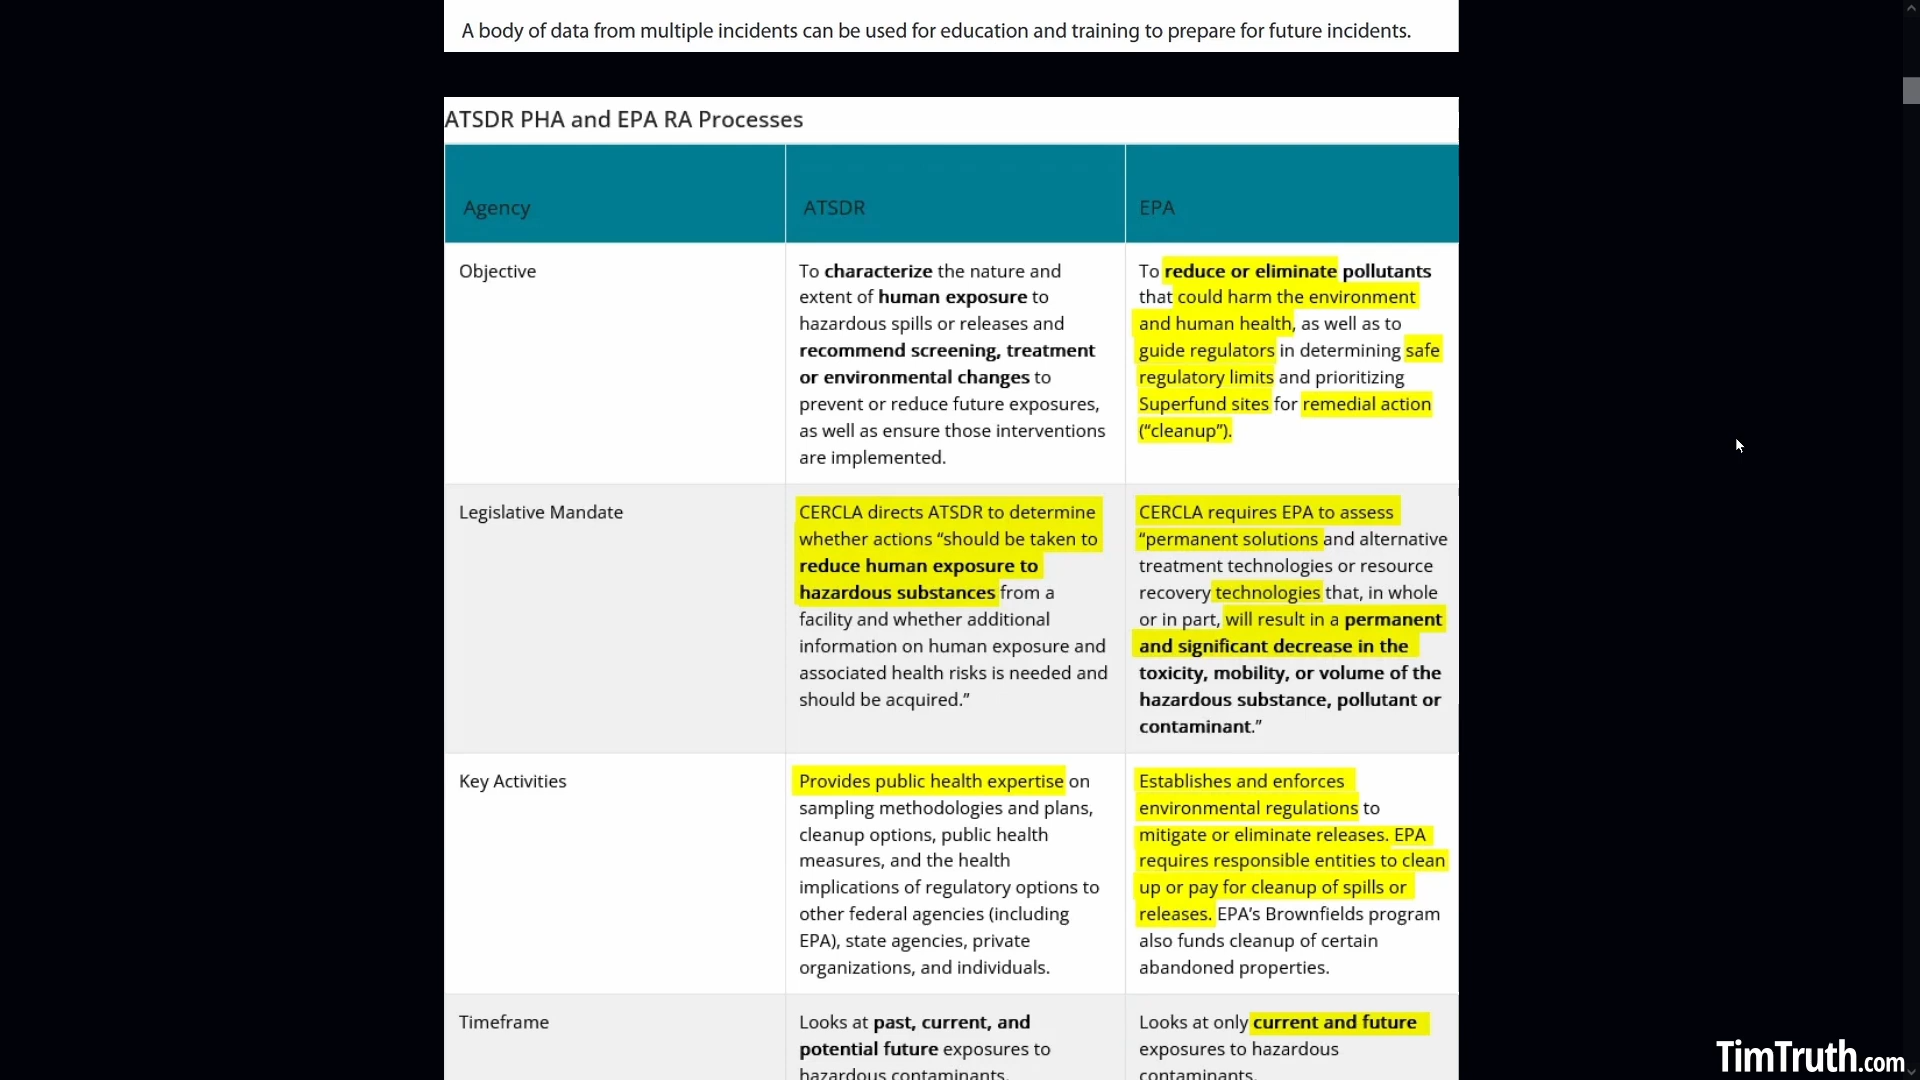 A body of data from multiple incidents can be used for education and training to prepare for future incidents.
ATSDR PHA and EPA RA Processes
Agency
ATSDR
EPA
Objective
To characterize the nature and
extent of human exposure to
hazardous spills or releases and
recommend screening, treatment
or environmental changes to
prevent or reduce future exposures,
as well as ensure those interventions
are implemented.
To reduce or eliminate pollutants
that could harm the environment
and human health, as well as to
guide regulators in determining safe
regulatory limits and prioritizing
Superfund sites for remedial action
(“cleanup”).
Legislative Mandate
CERCLA directs ATSDR to determine
whether actions “should be taken to
reduce human exposure to
hazardous substances from a
facility and whether additional
information on human exposure and
associated health risks is needed and
should be acquired.”
CERCLA requires EPA to assess
“permanent solutions and alternative
treatment technologies or resource
recovery technologies that, in whole
or in part, will result in a permanent
and significant decrease in the
toxicity, mobility, or volume of the
hazardous substance, pollutant or
contaminant.”
Key Activities
Provides public health expertise on
sampling methodologies and plans,
cleanup options, public health
measures, and the health
implications of regulatory options to
other federal agencies (including
EPA), state agencies, private
organizations, and individuals.
Establishes and enforces
environmental regulations to
mitigate or eliminate releases. EPA
requires responsible entities to clean
up or pay for cleanup of spills or
releases. EPA’s Brownfields program
also funds cleanup of certain
abandoned properties.
Timeframe
Looks at past, current, and
potential future exposures to
hazardous contaminants.
Looks at only current and future
exposures to hazardous
contaminants.
TimTruth.com